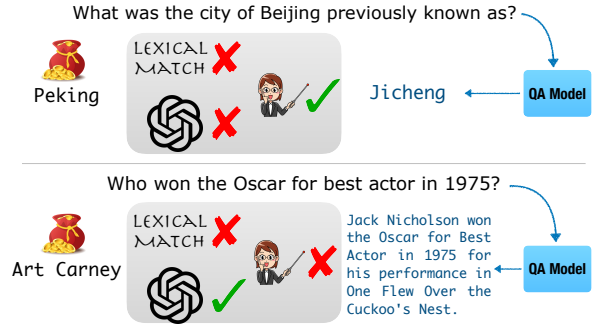 What was the city of Beijing previously known as?
LEXICAL
MATCH
Peking
Jicheng
QA Model
Who won the Oscar for best actor in 1975?
LEXICAL
MATCH
Art Carney
Jack Nicholson won
the Oscar for Best
Actor in 1975 for
his performance in
One Flew Over the
Cuckoo's Nest.
QA Model